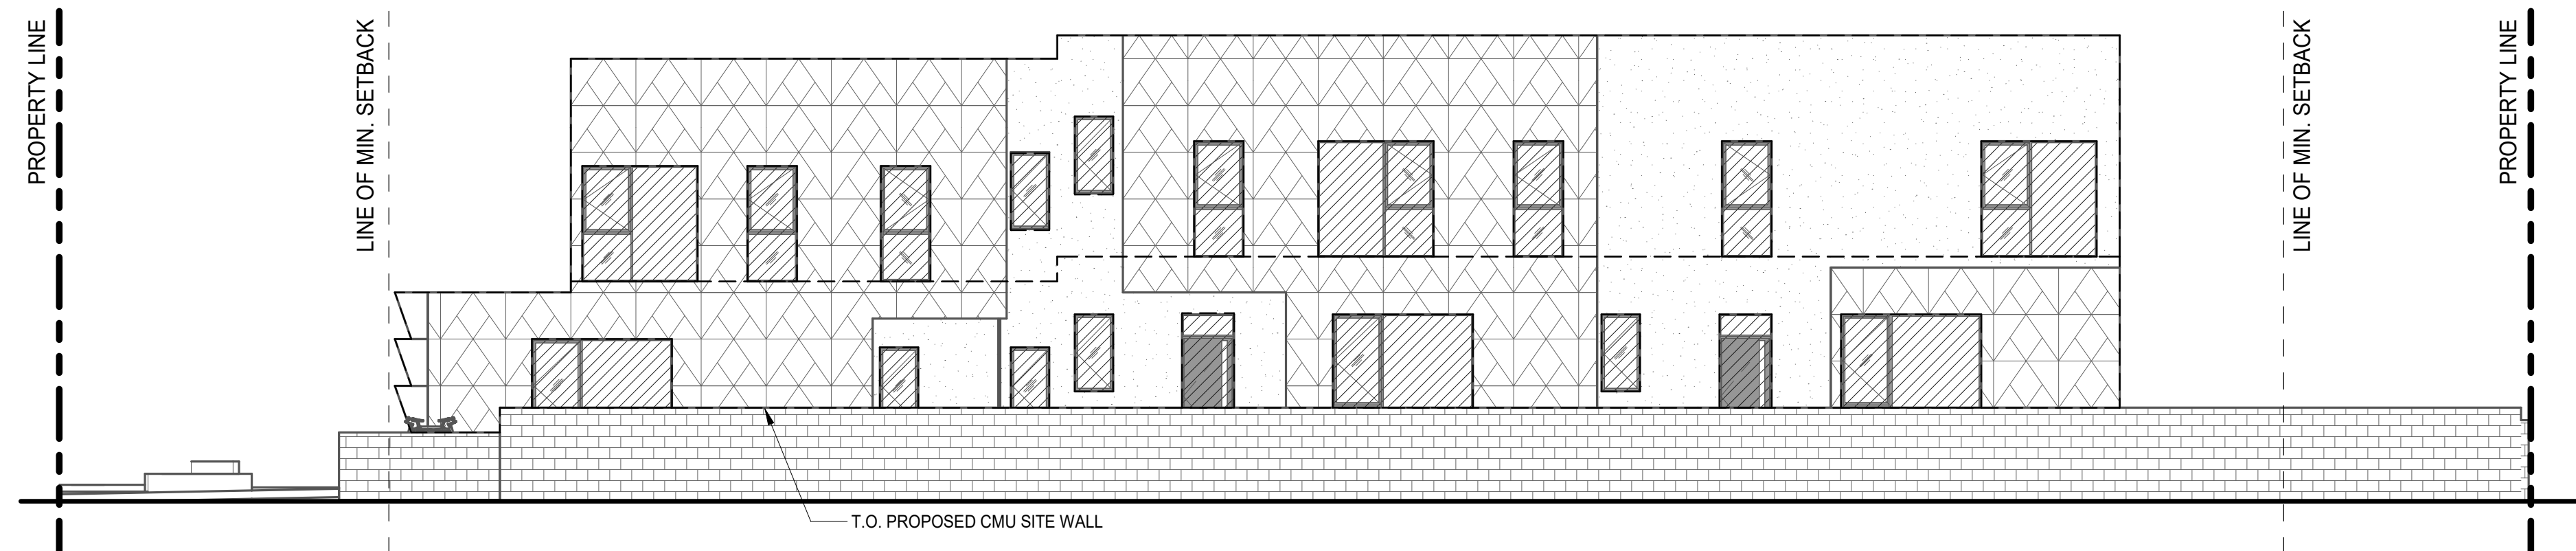 PROPERTY LINE
LINE OF MIN. SETBACK
LINE OF MIN. SETBACK
PROPERTY LINE
T.O. PROPOSED CMU SITE WALL